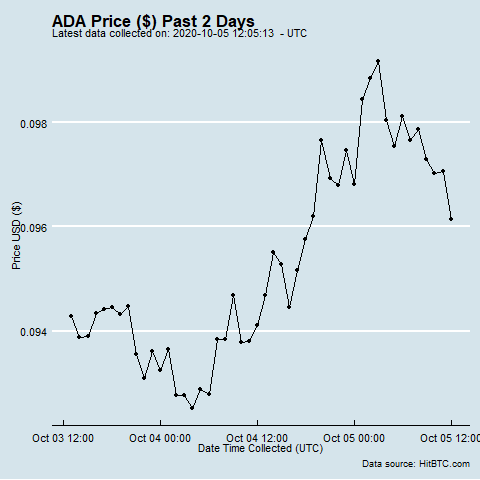 ADA Price ($) Past 2 Days
Latest data collected on: 2020-10-05 12:05:13 - UTC
0.098
0.096
0.094
Price USD ($)
Oct 03 12:00 Oct 04 00:00 Oct 04 12:00 Oct 05 00:00 Oct 05 12:00
Date Time Collected (UTC)
Data source: HitBTC.com